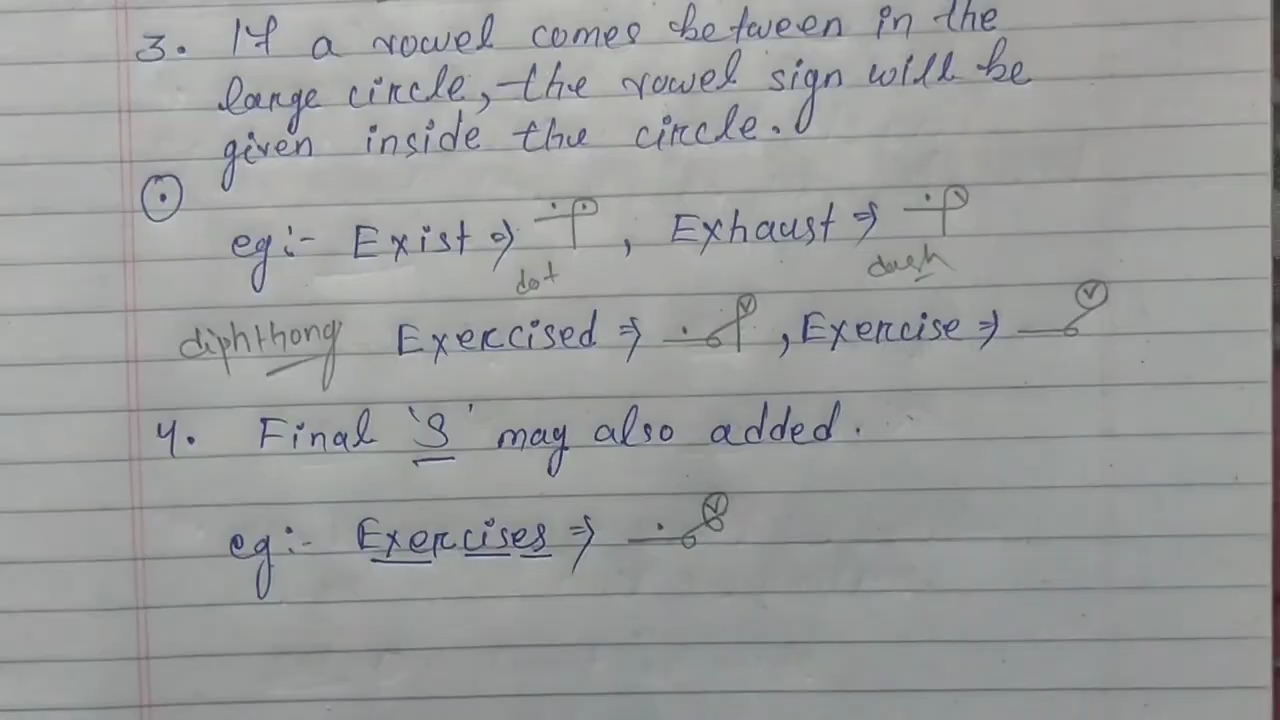 3. If a vowel comes between in the
large circle, the vowel sign will be
given inside the circle.
eg:- Exist ⇒ , Exhaust ⇒
dot dash
diphthong Exercised ⇒ , Exercise ⇒
4. Final 'S' may also added.
eg:- Exercises ⇒